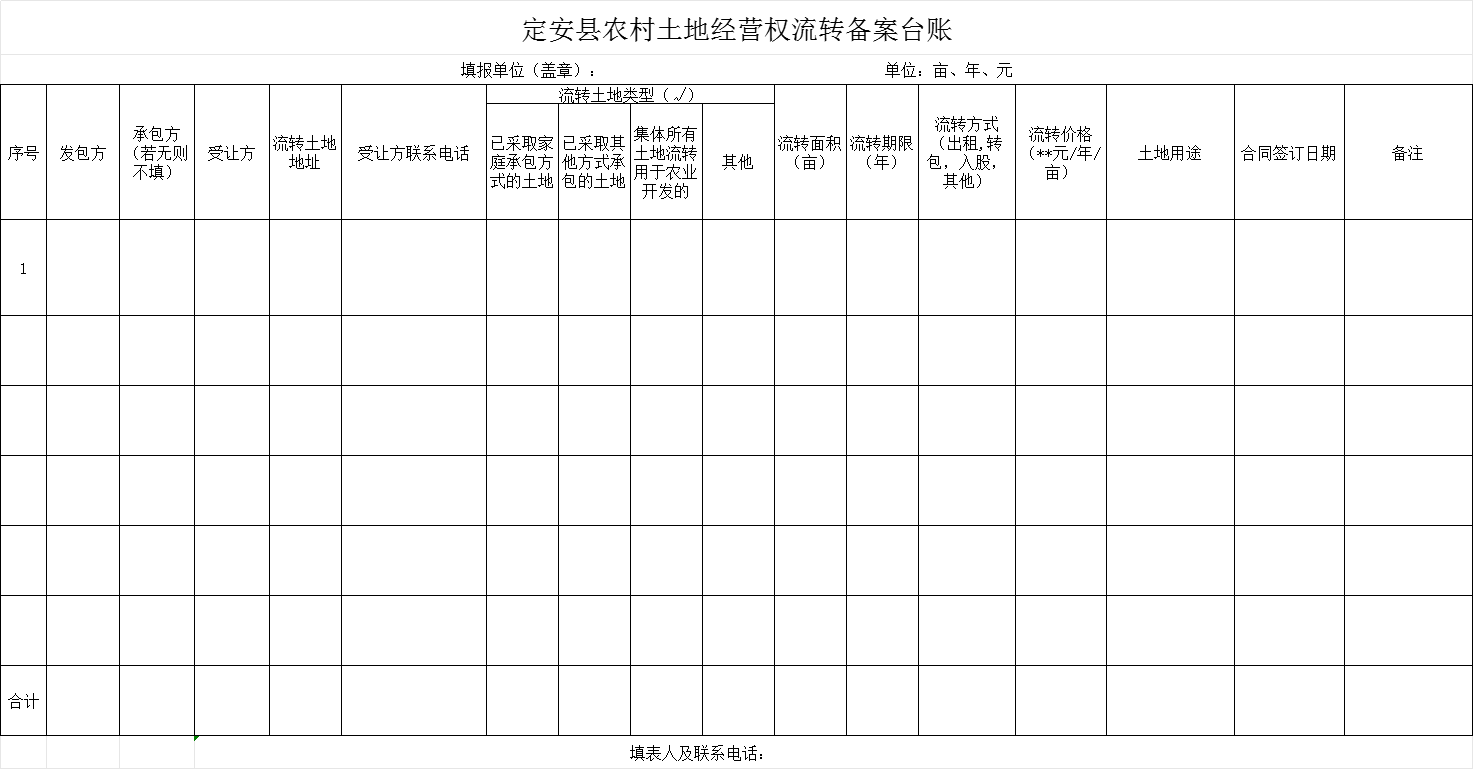 定安县农村土地经营权流转备案台账
填报单位（盖章）：
单位：亩、年、元
序号
发包方
承包方
（若无则
不填）
受让方
流转土地
地址
受让方联系电话
流转土地类型（√）
已采取家
庭承包方
式的土地
已采取其
他方式承
包的土地
集体所有
土地流转
用于农业
开发的
其他
流转面积
（亩）
流转期限
（年）
流转方式
（出租,转
包，入股，
其他）
流转价格
（**元/年/
亩）
土地用途
合同签订日期
备注
1
合计
填表人及联系电话：